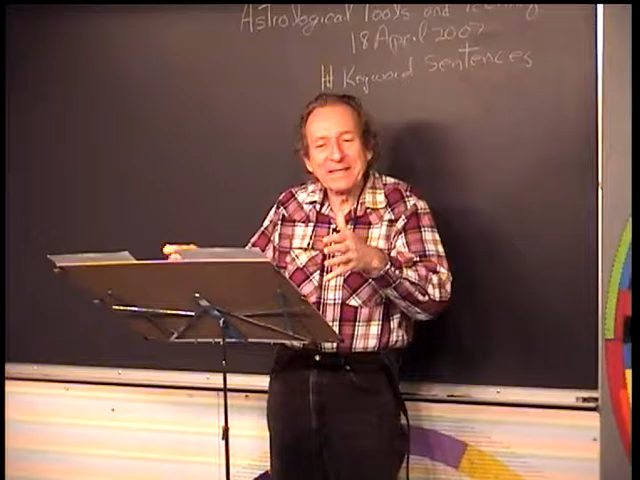 Astrological Tools and
18 April 2007
# Keyword Sentences